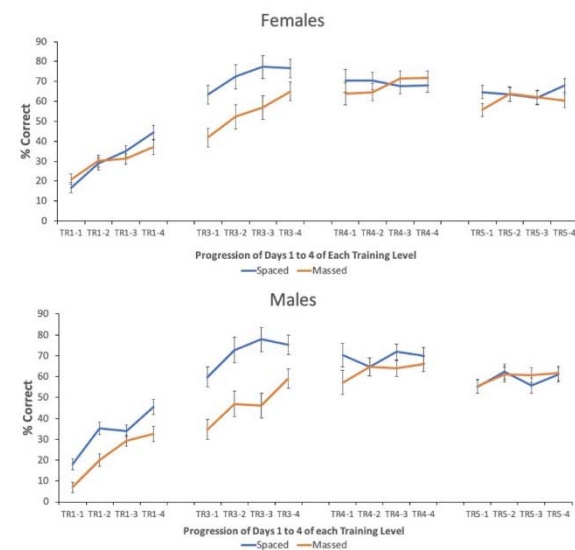 Females
90
80
70
60
50
40
30
20
10
0
% Correct
TR1-1 TR1-2 TR1-3 TR1-4 TR3-1 TR3-2 TR3-3 TR3-4 TR4-1 TR4-2 TR4-3 TR4-4 TR5-1 TR5-2 TR5-3 TR5-4
Progression of Days 1 to 4 of Each Training Level
Spaced Massed
Males
90
80
70
60
50
40
30
20
10
0
% Correct
TR1-1 TR1-2 TR1-3 TR1-4 TR3-1 TR3-2 TR3-3 TR3-4 TR4-1 TR4-2 TR4-3 TR4-4 TR5-1 TR5-2 TR5-3 TR5-4
Progression of Days 1 to 4 of each Training Level
Spaced Massed